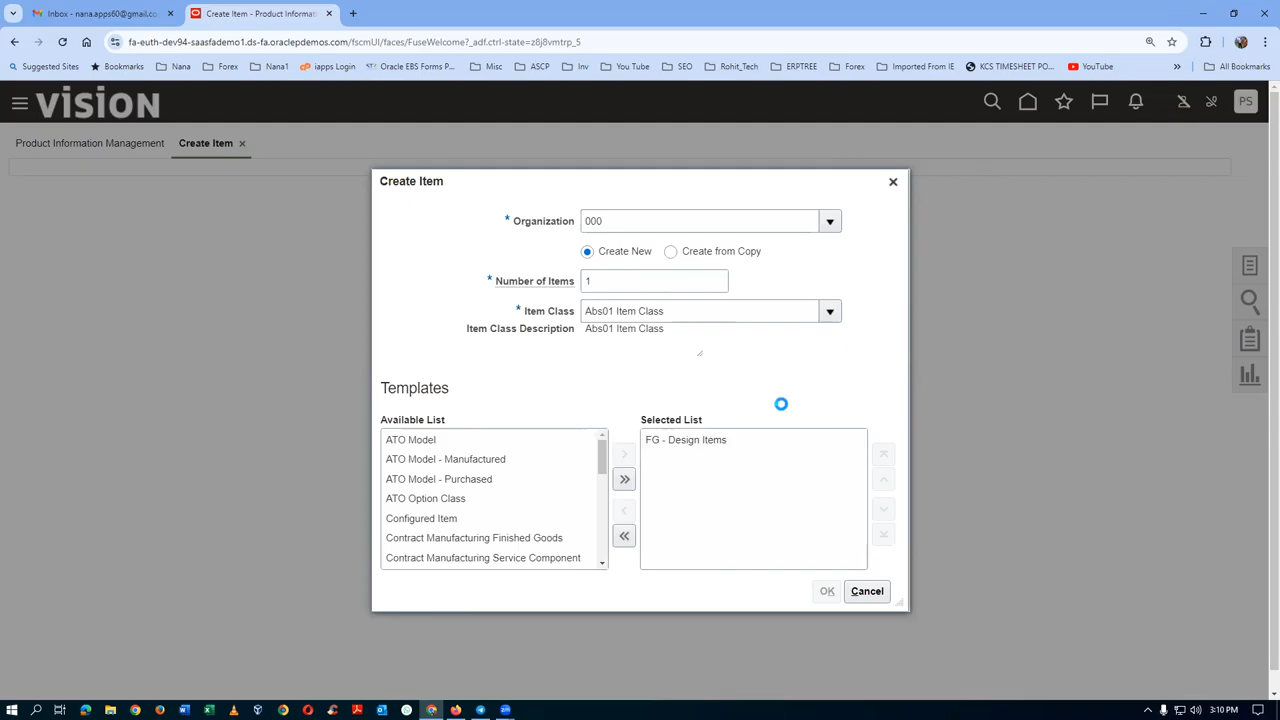 Inbox - nana.apps60@gmail.co
Create Item - Product Informati
fa-euth-dev94-saasfademo1.ds-fa.oraclepdemos.com/fscmUI/faces/FuseWelcome?_adf.ctrl-state=z8j8vmtrp_5
Suggested Sites
Bookmarks
Nana
Forex
Nana1
iapps Login
Oracle EBS Forms P...
Misc
ASCP
Inv
You Tube
SEO
Rohit_Tech
ERPTREE
Forex
Imported From IE
KCS TIMESHEET PO...
YouTube
All Bookmarks
VISION
PS
Product Information Management
Create Item
Create Item
* Organization
000
Create New
Create from Copy
* Number of Items
1
* Item Class
Abs01 Item Class
Item Class Description
Abs01 Item Class
Templates
Available List
Selected List
ATO Model
ATO Model - Manufactured
ATO Model - Purchased
ATO Option Class
Configured Item
Contract Manufacturing Finished Goods
Contract Manufacturing Service Component
FG - Design Items
OK
Cancel
3:10 PM